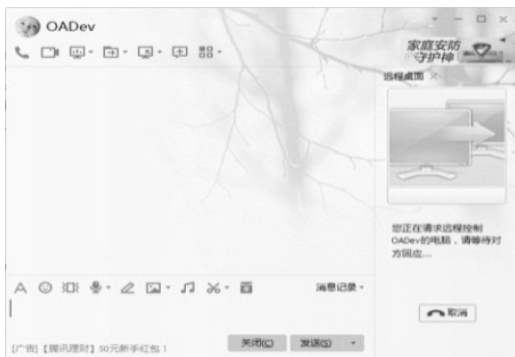 OADev
家庭安防
守护神
远程桌面
您正在请求远程控制
OADev的电脑，请等待对
方回应...
取消
消息记录
关闭(C)
发送(S)
[广告]【腾讯理财】50元新手红包！